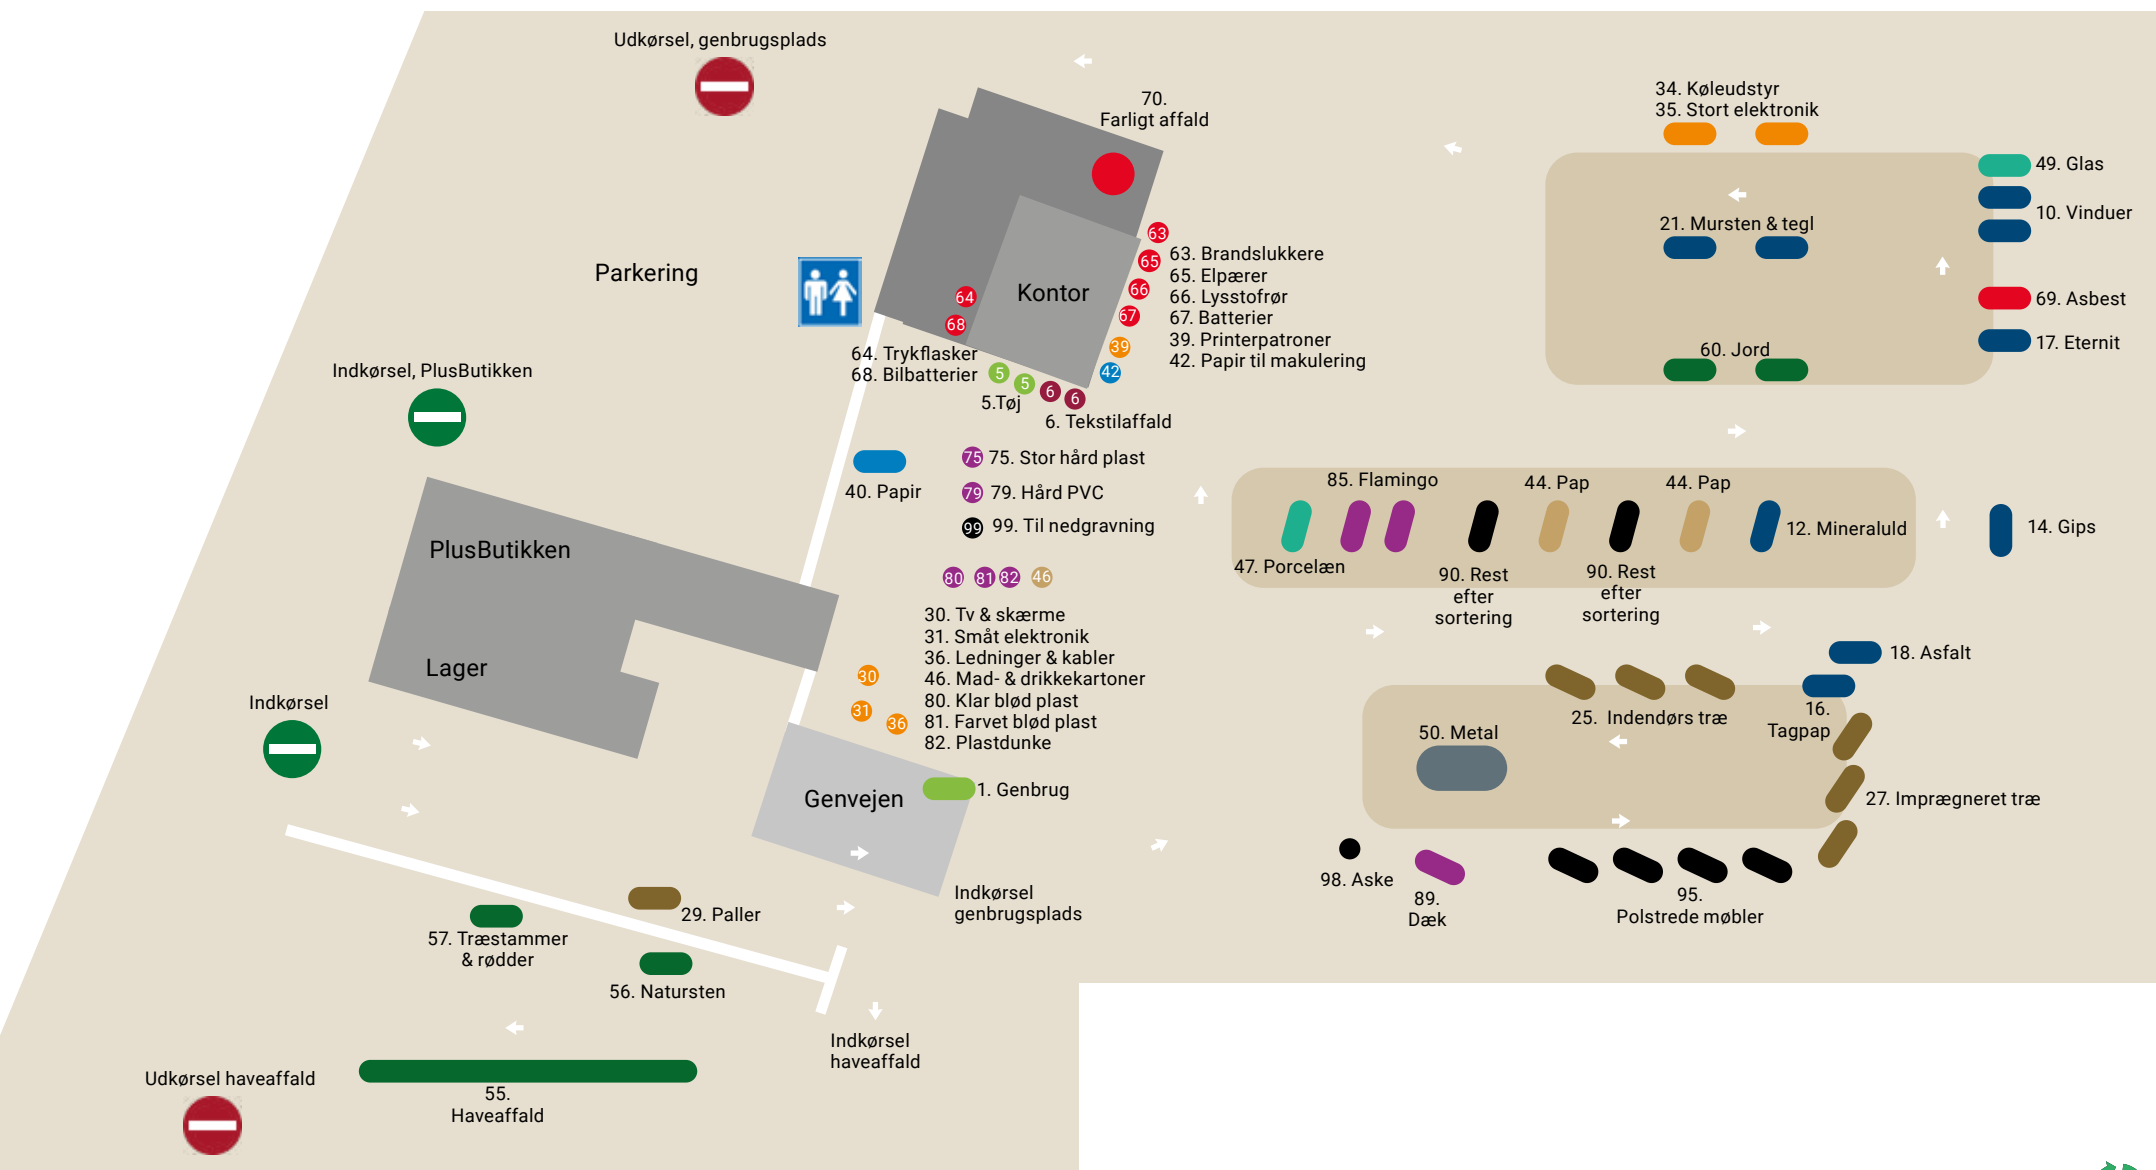 Udkørsel, genbrugsplads
70.
Farligt affald
34. Køleudstyr
35. Stort elektronik
49. Glas
10. Vinduer
21. Mursten & tegl
69. Asbest
17. Eternit
60. Jord
Parkering
Kontor
63
65
66
67
39
42
64
68
63. Brandslukkere
65. Elpærer
66. Lysstofrør
67. Batterier
39. Printerpatroner
42. Papir til makulering
64. Trykflasker
68. Bilbatterier
5
5
6
6
5.Tøj
6. Tekstilaffald
Indkørsel, PlusButikken
40. Papir
75
75. Stor hård plast
79
79. Hård PVC
99
99. Til nedgravning
85. Flamingo
44. Pap
44. Pap
12. Mineraluld
14. Gips
47. Porcelæn
90. Rest
efter
sortering
90. Rest
efter
sortering
PlusButikken
Lager
80
81
82
46
30. Tv & skærme
31. Småt elektronik
36. Ledninger & kabler
46. Mad- & drikkekartoner
80. Klar blød plast
81. Farvet blød plast
82. Plastdunke
30
31
36
18. Asfalt
25. Indendørs træ
16.
Tagpap
50. Metal
27. Imprægneret træ
Indkørsel
Genvejen
1. Genbrug
98. Aske
89.
Dæk
95.
Polstrede møbler
Indkørsel
genbrugsplads
29. Paller
57. Træstammer
& rødder
56. Natursten
Indkørsel
haveaffald
Udkørsel haveaffald
55.
Haveaffald